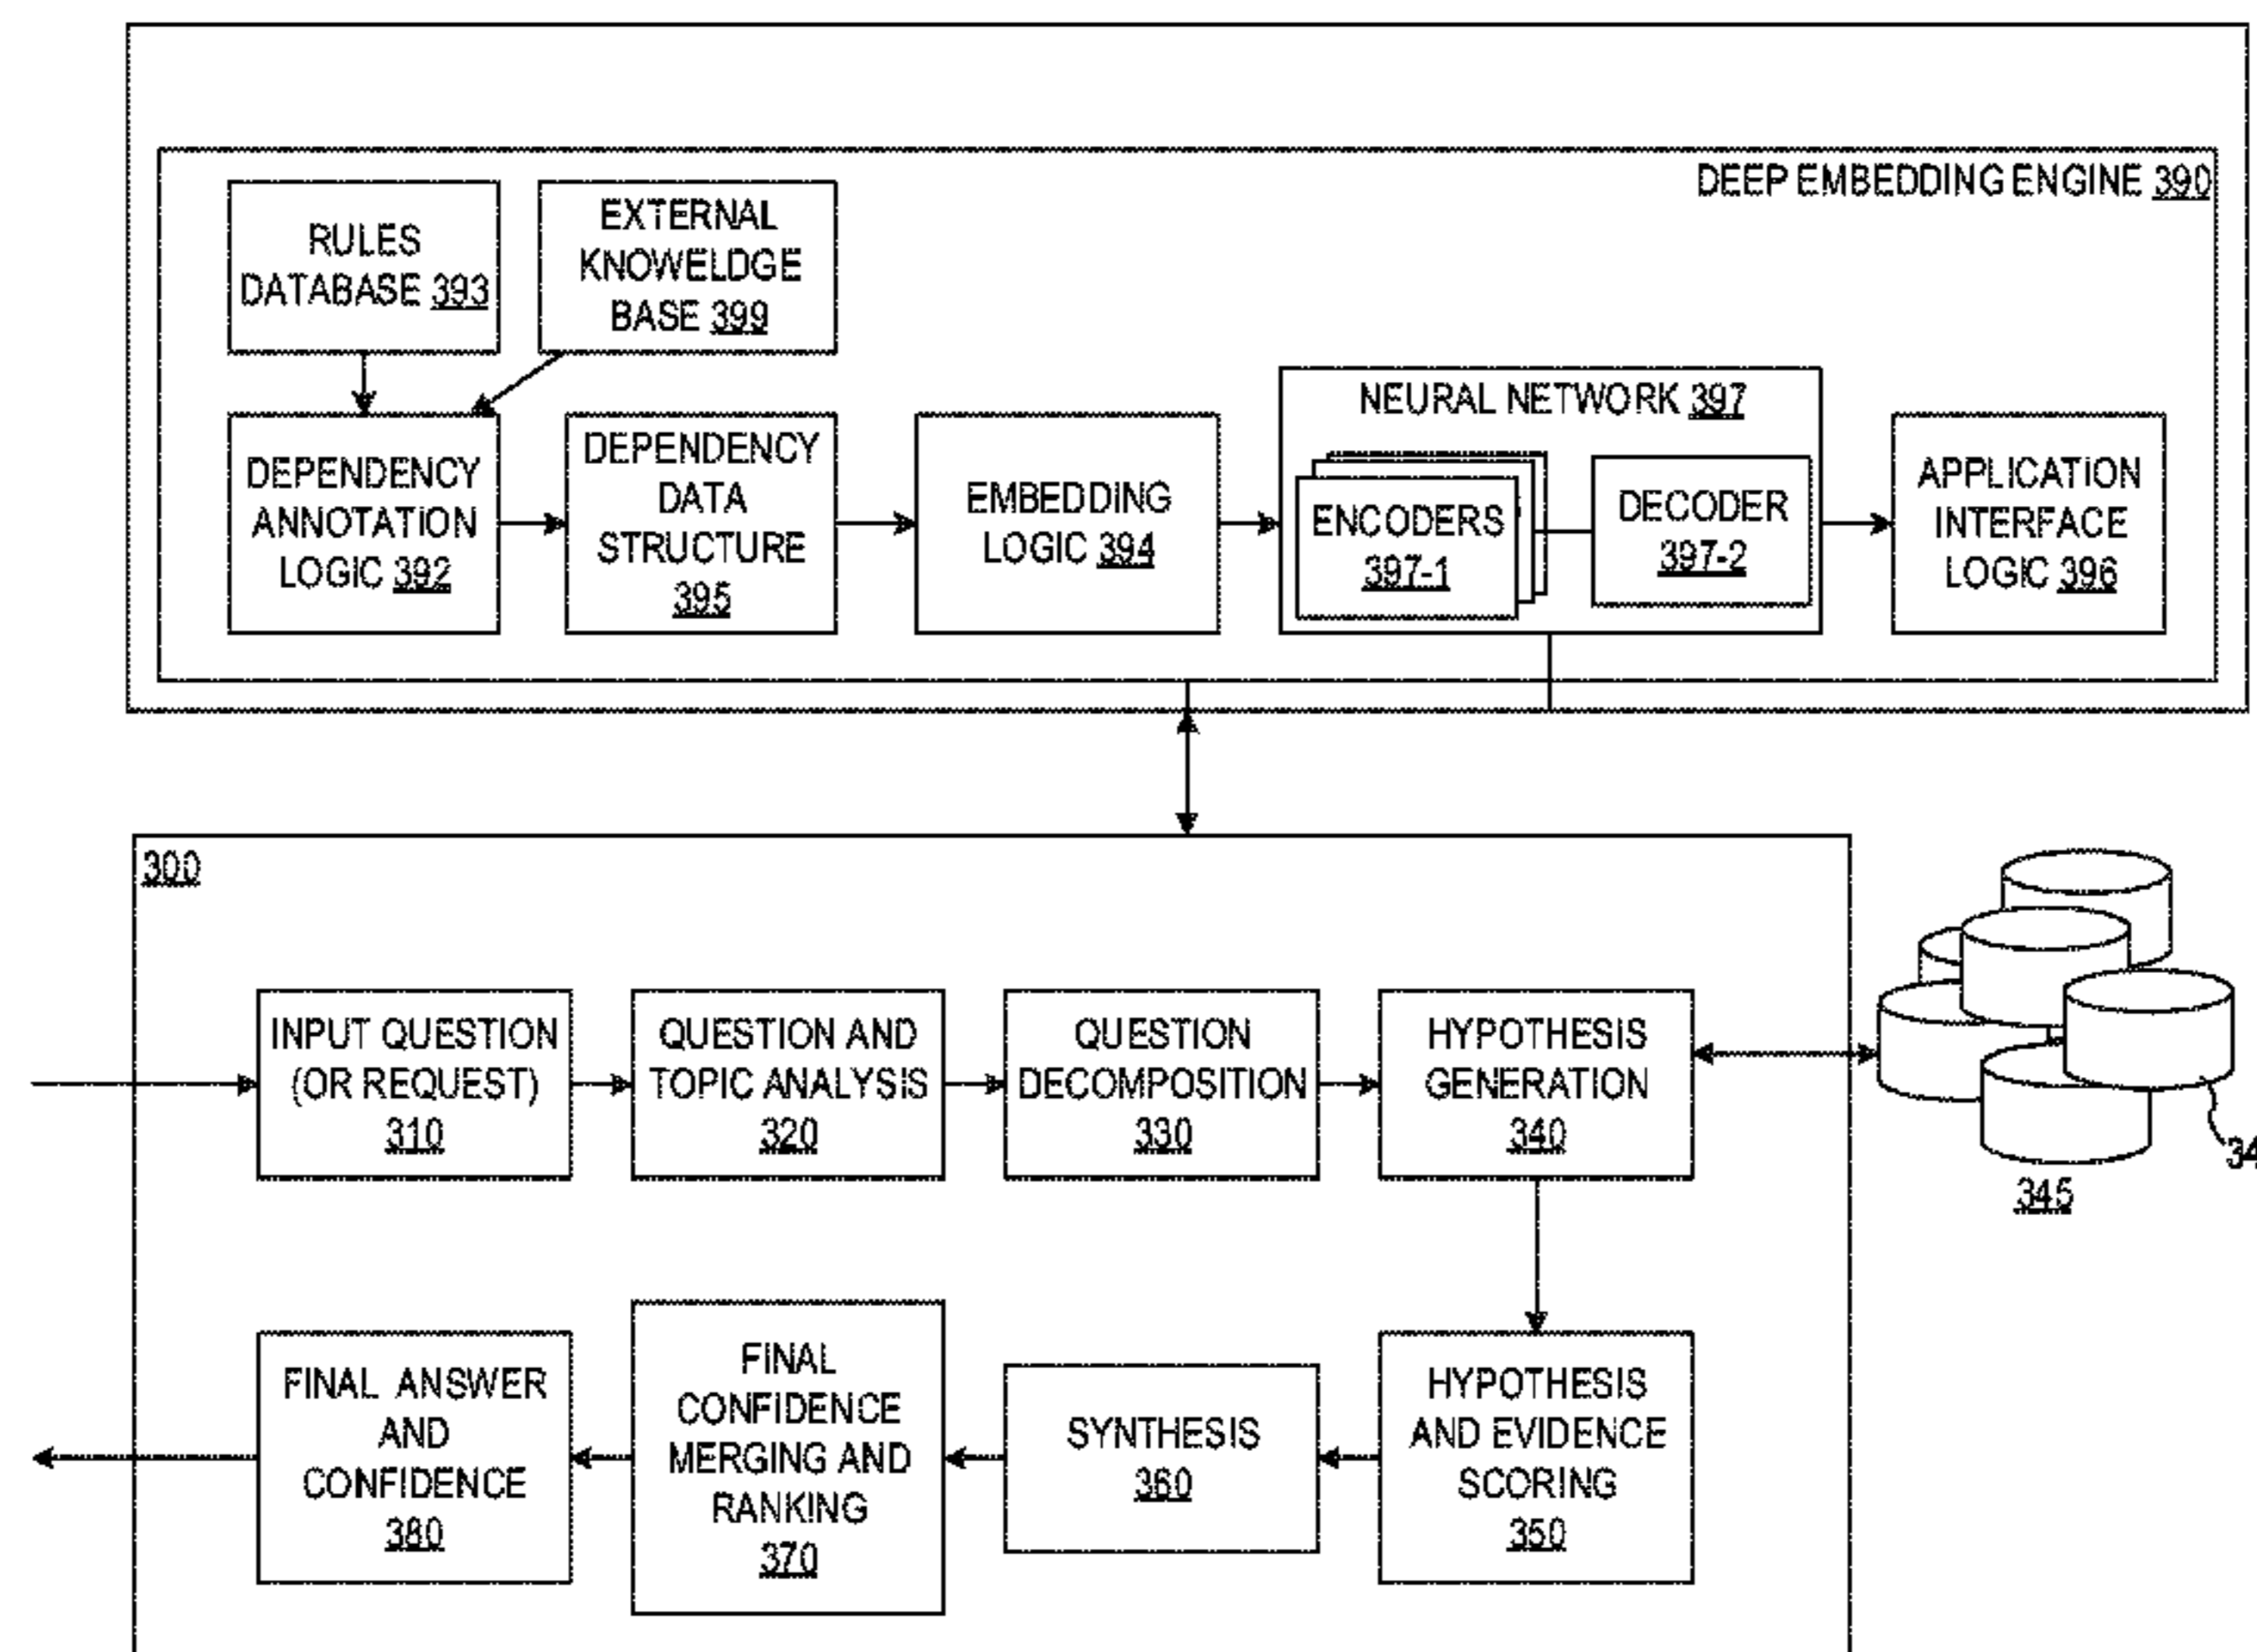 DEEP EMBEDDING ENGINE 390
RULES
DATABASE 393
EXTERNAL
KNOWELDGE
BASE 399
DEPENDENCY
ANNOTATION
LOGIC 392
DEPENDENCY
DATA
STRUCTURE
395
EMBEDDING
LOGIC 394
NEURAL NETWORK 397
ENCODERS
397-1
DECODER
397-2
APPLICATION
INTERFACE
LOGIC 396
300
INPUT QUESTION
(OR REQUEST)
310
QUESTION AND
TOPIC ANALYSIS
320
QUESTION
DECOMPOSITION
330
HYPOTHESIS
GENERATION
340
345
FINAL ANSWER
AND
CONFIDENCE
380
FINAL
CONFIDENCE
MERGING AND
RANKING
370
SYNTHESIS
360
HYPOTHESIS
AND EVIDENCE
SCORING
350